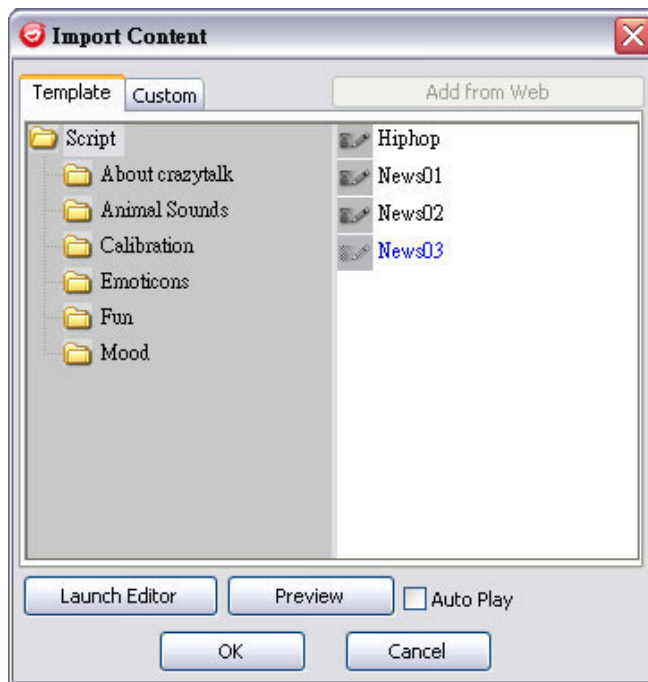 Import Content
Template
Custom
Add from Web
Script
About crazytalk
Animal Sounds
Calibration
Emoticons
Fun
Mood
Hiphop
News01
News02
News03
Launch Editor
Preview
Auto Play
OK
Cancel